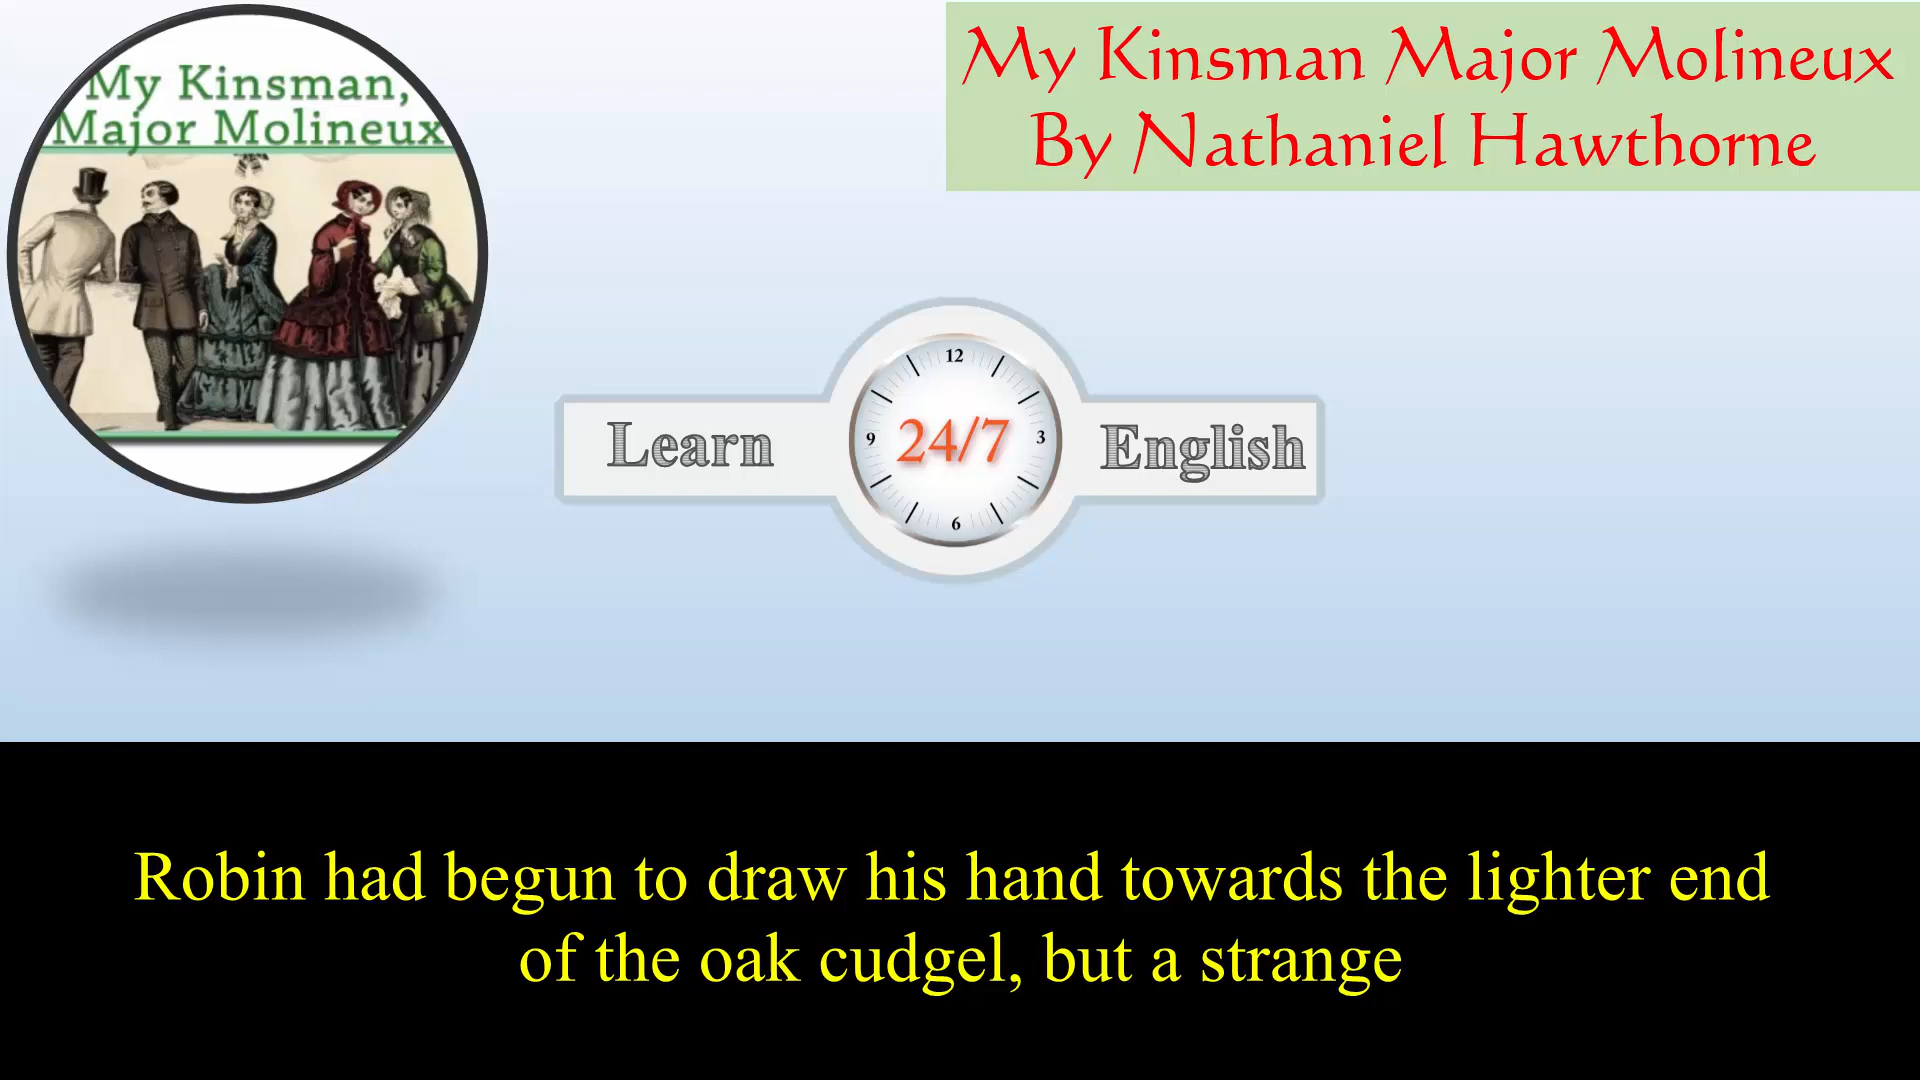 My Kinsman,
Major Molineux
My Kinsman Major Molineux
By Nathaniel Hawthorne
12
Learn
9
24/7
3
English
6
Robin had begun to draw his hand towards the lighter end
of the oak cudgel, but a strange